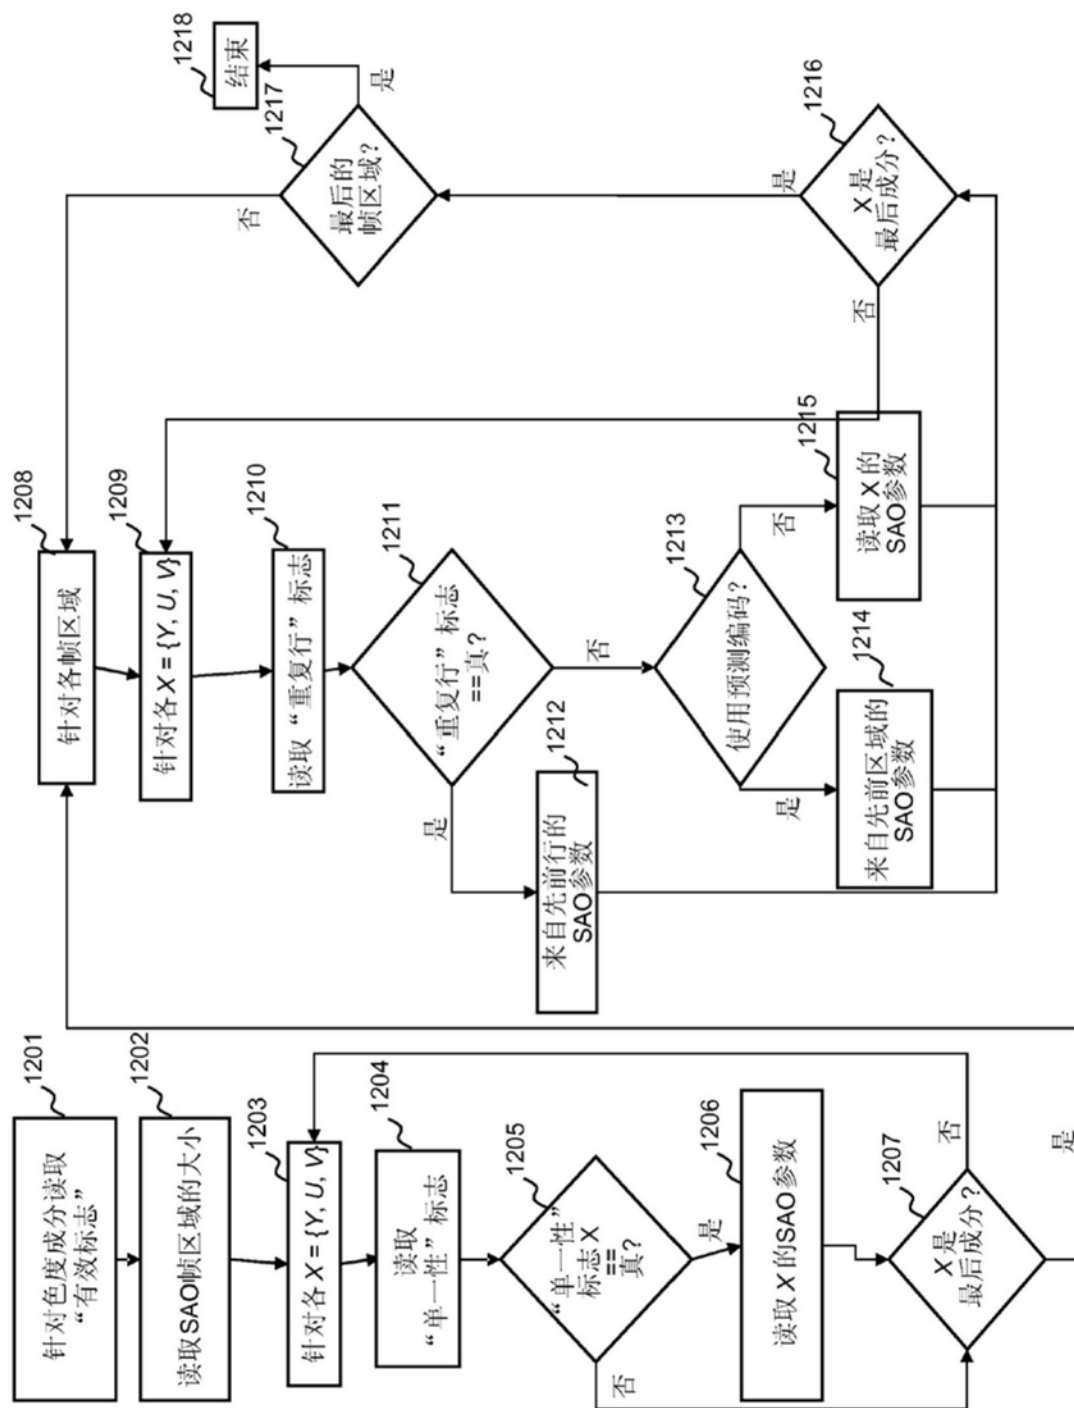 1201
针对色度成分读取
“有效标志”
1202
读取SAO帧区域的大小
1203
针对各X = {Y, U, V}
1204
读取
“单一性” 标志
1205
“单一性”
标志X
==
真?
是
否
1206
读取X的SAO参数
1207
X是
最后成分?
否
是
1208
针对各帧区域
1209
针对各X = {Y, U, V}
1210
读取 “重复行” 标志
1211
“重复行” 标志
==真?
是
否
1212
来自先前行的
SAO参数
1213
使用预测编码?
是
否
1214
来自先前区域的
SAO参数
1215
读取X的
SAO参数
1216
X是
最后成分?
否
是
1217
最后的
帧区域?
否
是
1218
结束